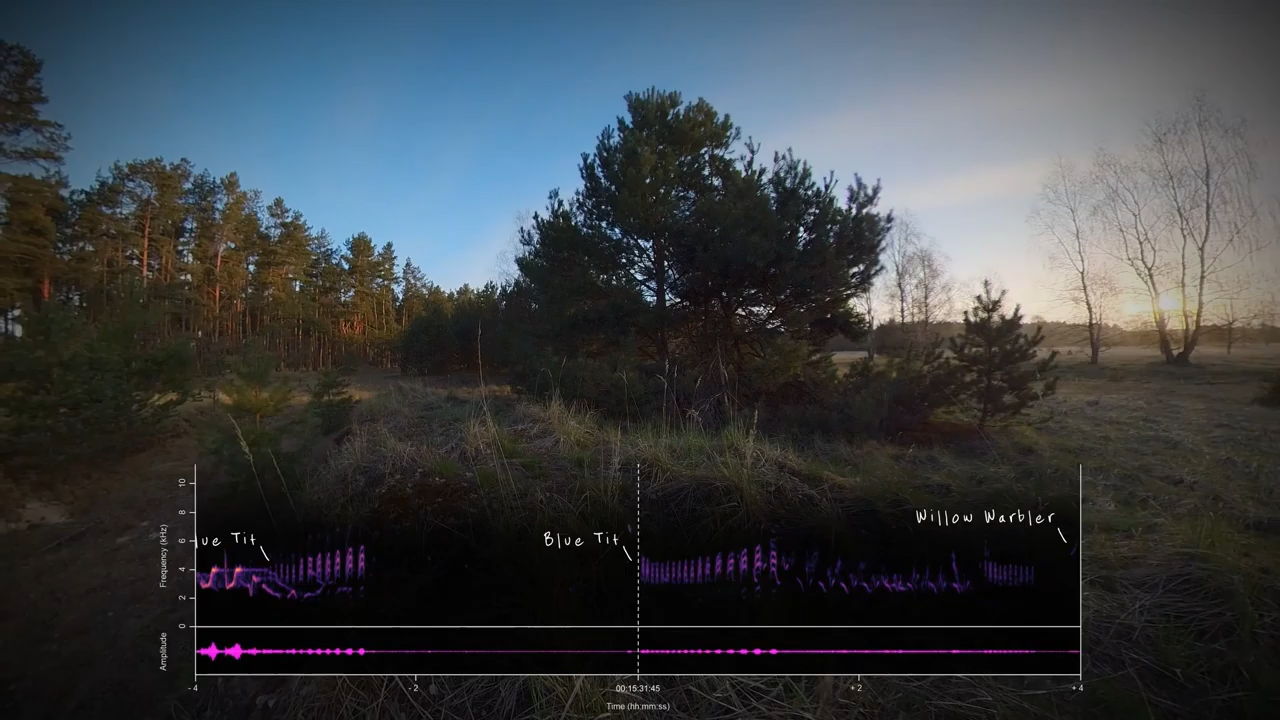 Willow Warbler
lue Tit
Blue Tit
Frequency (kHz)
10
8
6
4
2
0
Amplitude
- 4
- 2
00:15:31:45
+ 2
+ 4
Time (hh:mm:ss)